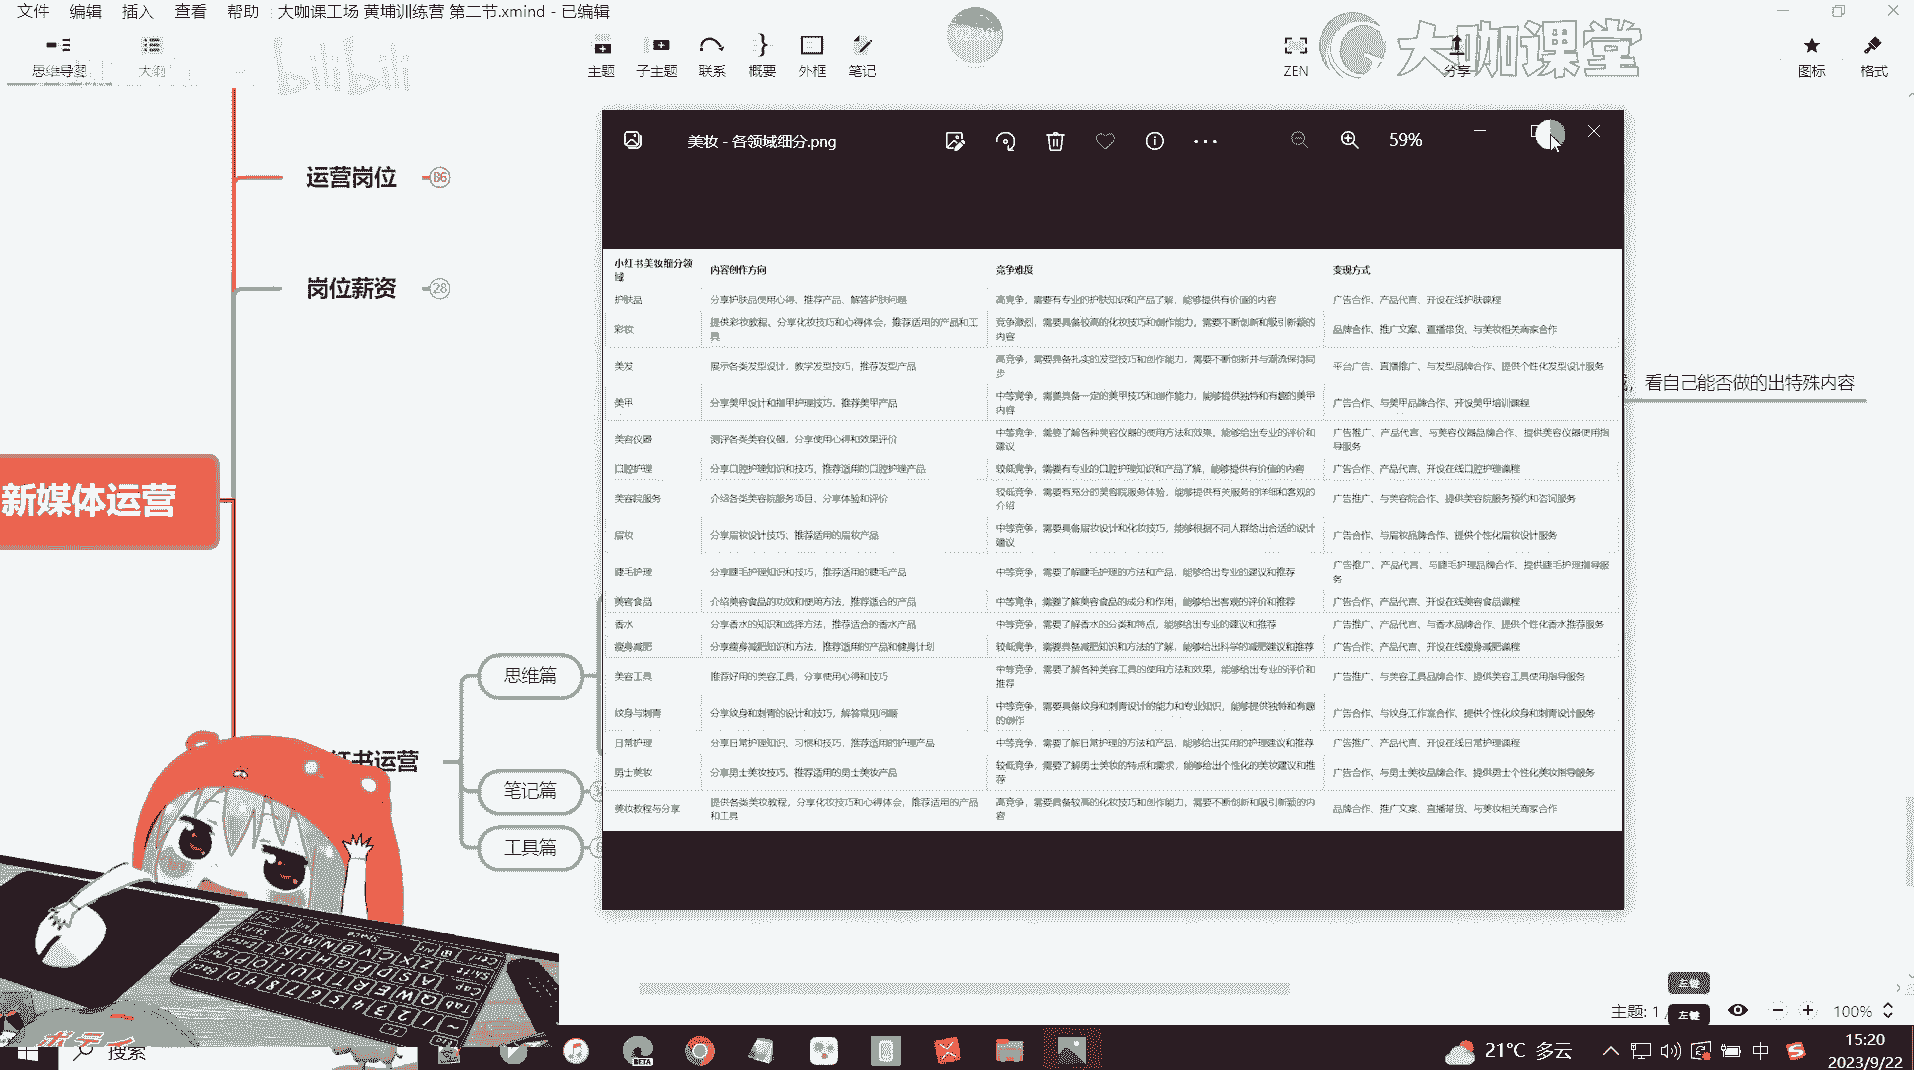 文件 编辑 插入 查看 帮助 大咖课工场 黄埔训练营 第二节.xmind - 已编辑
思维导图 大纲 主题 子主题 联系 概要 外框 笔记 ZEN 分享 图标 格式
bilibili
大咖课堂
美妆 - 各领域细分.png 59%
运营岗位 86
岗位薪资 28
新媒体运营
红书运营
思维篇
笔记篇
工具篇
看自己能否做的出特殊内容
小红书美妆细分领域 内容创作方向 竞争难度 变现方式
护肤品 分享护肤品使用心得、推荐产品、解答护肤问题 高竞争，需要有专业的护肤知识和产品了解，能够提供有价值的内容 广告合作、产品代言、开设在线护肤课程
彩妆 提供彩妆教程、分享化妆技巧和心得体会，推荐适用的产品和工具 竞争激烈，需要具备较高的化妆技巧和创作能力，需要不断创新和吸引新颖的内容 品牌合作、推广文案、直播带货、与美妆相关商家合作
美发 展示各类发型设计、教学发型技巧，推荐发型产品 高竞争，需要具备扎实的发型技巧和创作能力，需要不断创新并与潮流保持同步 平台广告、直播推广、与发型品牌合作、提供个性化发型设计服务
美甲 分享美甲设计和指甲护理技巧、推荐美甲产品 中等竞争，需要具备一定的美甲技巧和创作能力，能够提供独特和有趣的美甲内容 广告合作、与美甲品牌合作、开设美甲培训课程
美容仪器 测评各类美容仪器，分享使用心得和效果评价 中等竞争，需要了解各种美容仪器的使用方法和效果，能够给出专业的评价和建议 广告推广、产品代言、与美容仪器品牌合作、提供美容仪器使用指导服务
口腔护理 分享口腔护理知识和技巧，推荐适用的口腔护理产品 较低竞争，需要有专业的口腔护理知识和产品了解，能够提供有价值的内容 广告合作、产品代言、开设在线口腔护理课程
美容院服务 介绍各类美容院服务项目、分享体验和评价 较低竞争，需要有充分的美容院服务体验，能够提供有关服务的详细和客观的介绍 广告推广、与美容院合作、提供美容院服务预约和咨询服务
眉妆 分享眉妆设计技巧、推荐适用的眉妆产品 中等竞争，需要具备眉妆设计和化妆技巧，能够根据不同人群给出合适的设计建议 广告合作、与眉妆品牌合作、提供个性化眉妆设计服务
睫毛护理 分享睫毛护理知识和技巧，推荐适用的睫毛产品 中等竞争，需要了解睫毛护理的方法和产品，能够给出专业的建议和推荐 广告推广、产品代言、与睫毛护理品牌合作、提供睫毛护理指导服务
美容食品 介绍美容食品的功效和使用方法，推荐适合的产品 中等竞争，需要了解美容食品的成分和作用，能够给出客观的评价和推荐 广告合作、产品代言、开设在线美容食品课程
香水 分享香水的知识和选择方法，推荐适合的香水产品 中等竞争，需要了解香水的分类和特点，能够给出专业的建议和推荐 广告推广、产品代言、与香水品牌合作、提供个性化香水推荐服务
瘦身减肥 分享瘦身减肥知识和方法，推荐适用的产品和健身计划 较低竞争，需要具备减肥知识和方法的了解，能够给出科学的减肥建议和推荐 广告合作、产品代言、开设在线瘦身减肥课程
美容工具 推荐好用的美容工具，分享使用心得和技巧 中等竞争，需要了解各种美容工具的使用方法和效果，能够给出专业的评价和推荐 广告推广、与美容工具品牌合作、提供美容工具使用指导服务
纹身与刺青 分享纹身和刺青的设计和技巧，解答常见问题 中等竞争，需要具备纹身和刺青设计的能力和专业知识，能够提供独特和有趣的创作 广告合作、与纹身工作室合作、提供个性化纹身和刺青设计服务
日常护理 分享日常护理知识、习惯和技巧，推荐适用的护理产品 中等竞争，需要了解日常护理的方法和产品，能够给出实用的护理建议和推荐 广告推广、产品代言、开设在线日常护理课程
男士美妆 分享男士美妆技巧、推荐适用的男士美妆产品 较低竞争，需要了解男士美妆的特点和需求，能够给出个性化的美妆建议和推荐 广告合作、与男士美妆品牌合作、提供男士个性化美妆指导服务
美妆教程与分享 提供各类美妆教程，分享化妆技巧和心得体会，推荐适用的产品和工具 高竞争，需要具备较高的化妆技巧和创作能力，需要不断创新和吸引新颖的内容 品牌合作、推广文案、直播带货、与美妆相关商家合作
左键
主题: 1 / 左键 100%
搜索 BETA 21°C 多云 中 15:20
2023/9/22